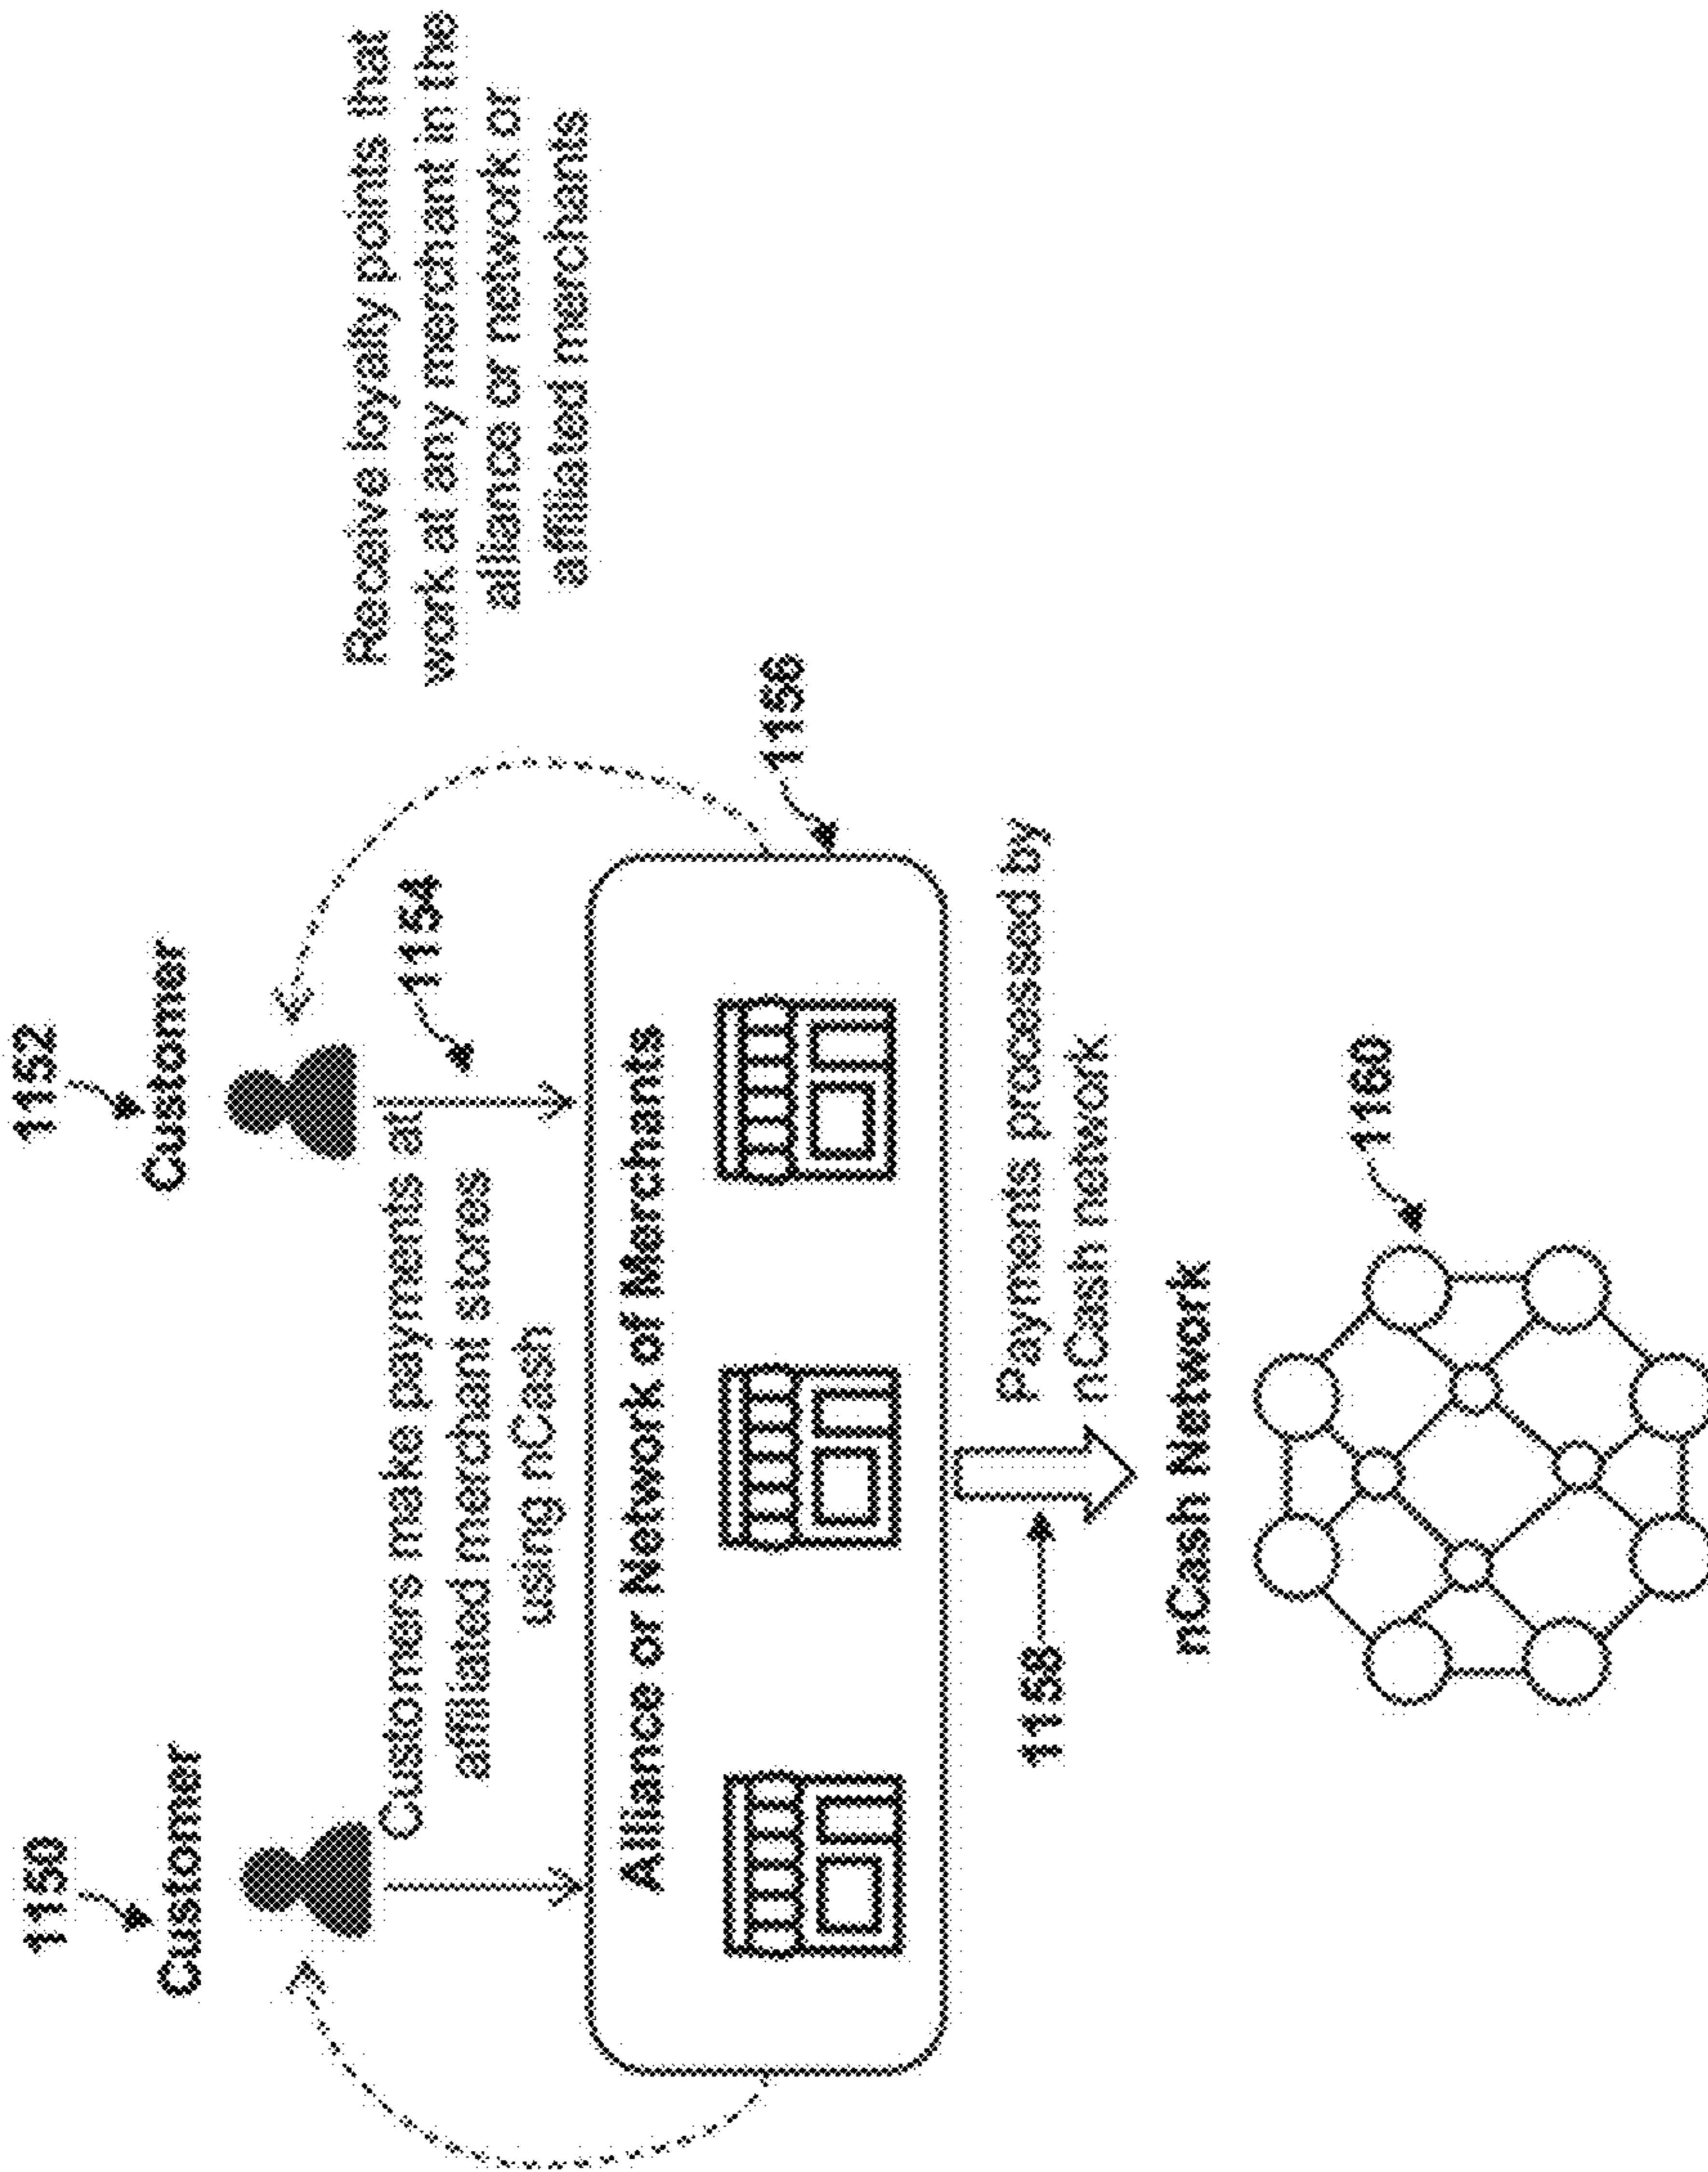 1150
1152
Customer
Customer
Customers make payments at
affiliated merchant stores
using nCash
1154
Receive loyalty points that
work at any merchant in the
alliance or network or
affiliated merchants
Alliance or Network of Merchants
1156
1158
Payments processed by
nCash network
nCash Network
1160